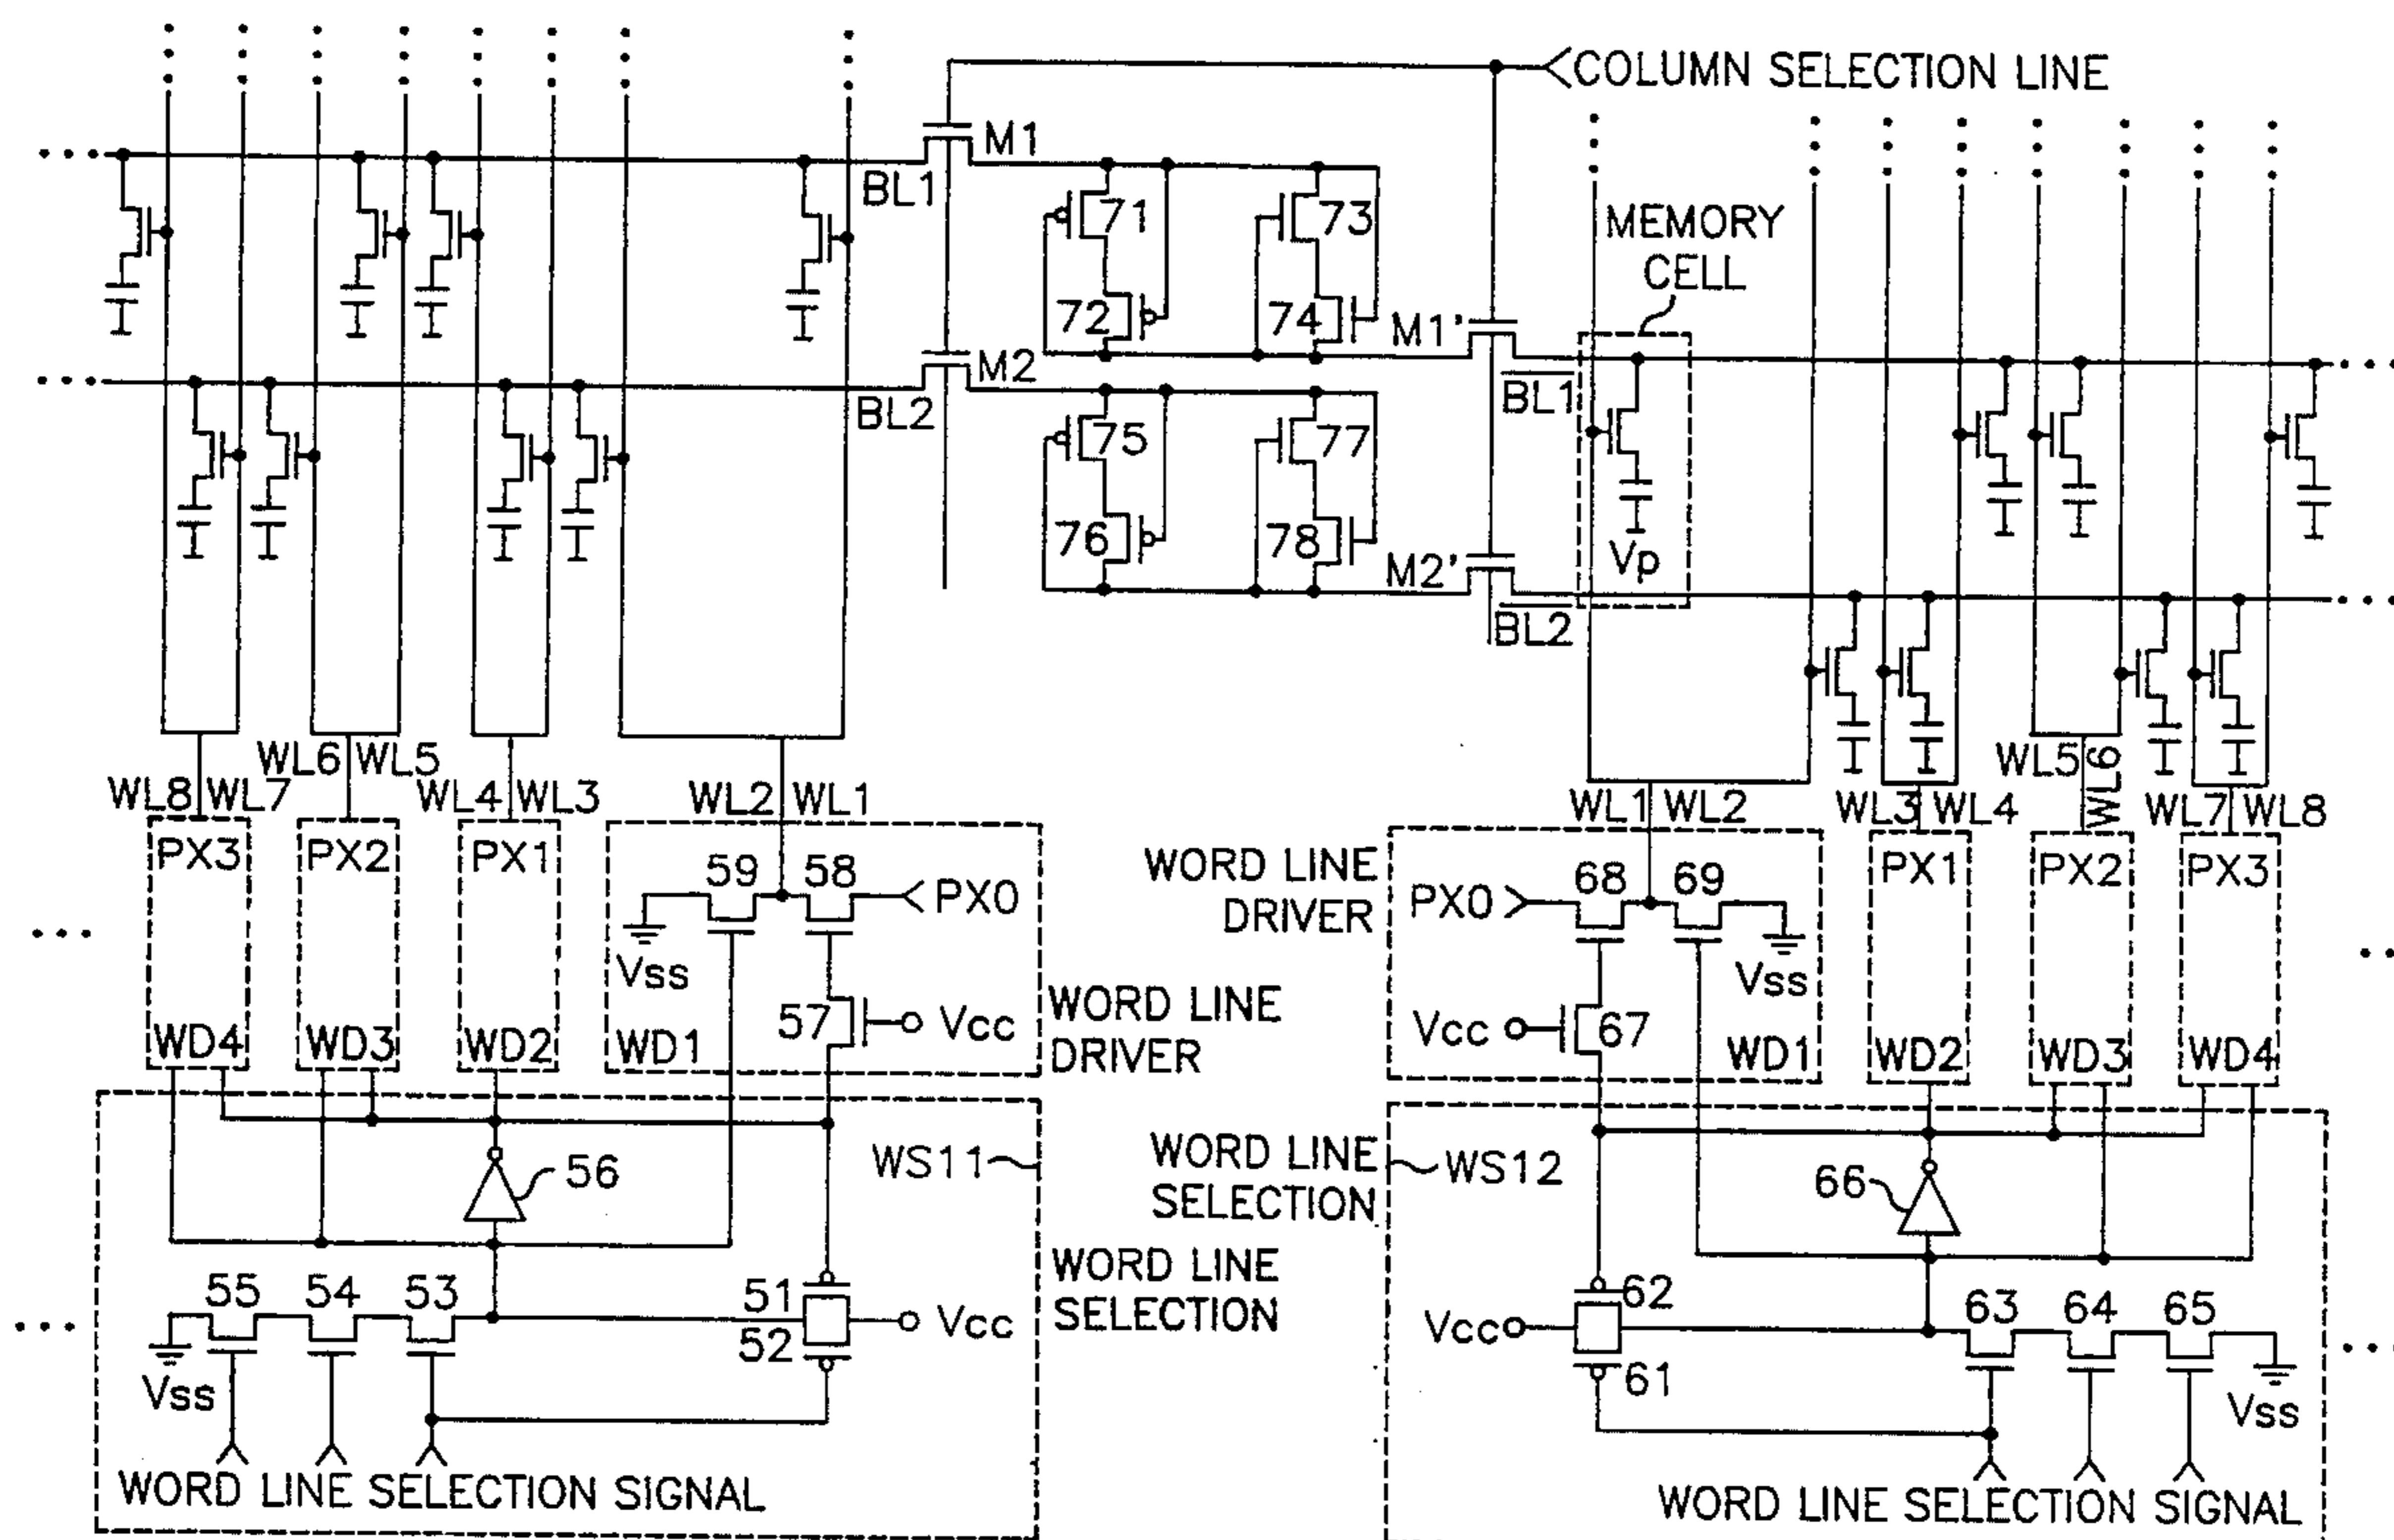 COLUMN SELECTION LINE
M1
BL1
71
73
MEMORY
CELL
72
74
M1'
M2
BL2
BL1
75
77
76
78
Vp
M2'
BL2
WL6 WL5
WL5
WL6
WL8 WL7
WL4 WL3
WL2 WL1
WL1 WL2
WL3 WL4
WL7 WL8
PX3
PX2
PX1
59
58
PX0
Vss
57
Vcc
WD4
WD3
WD2
WD1
WORD LINE
DRIVER
WORD LINE
DRIVER
PX0
68
69
Vss
Vcc
67
WD1
PX1
PX2
PX3
WD2
WD3
WD4
56
WS11
WORD LINE
SELECTION
WORD LINE
SELECTION
WS12
66
55
54
53
51
52
Vcc
Vss
WORD LINE SELECTION SIGNAL
Vcc
62
61
63
64
65
Vss
WORD LINE SELECTION SIGNAL